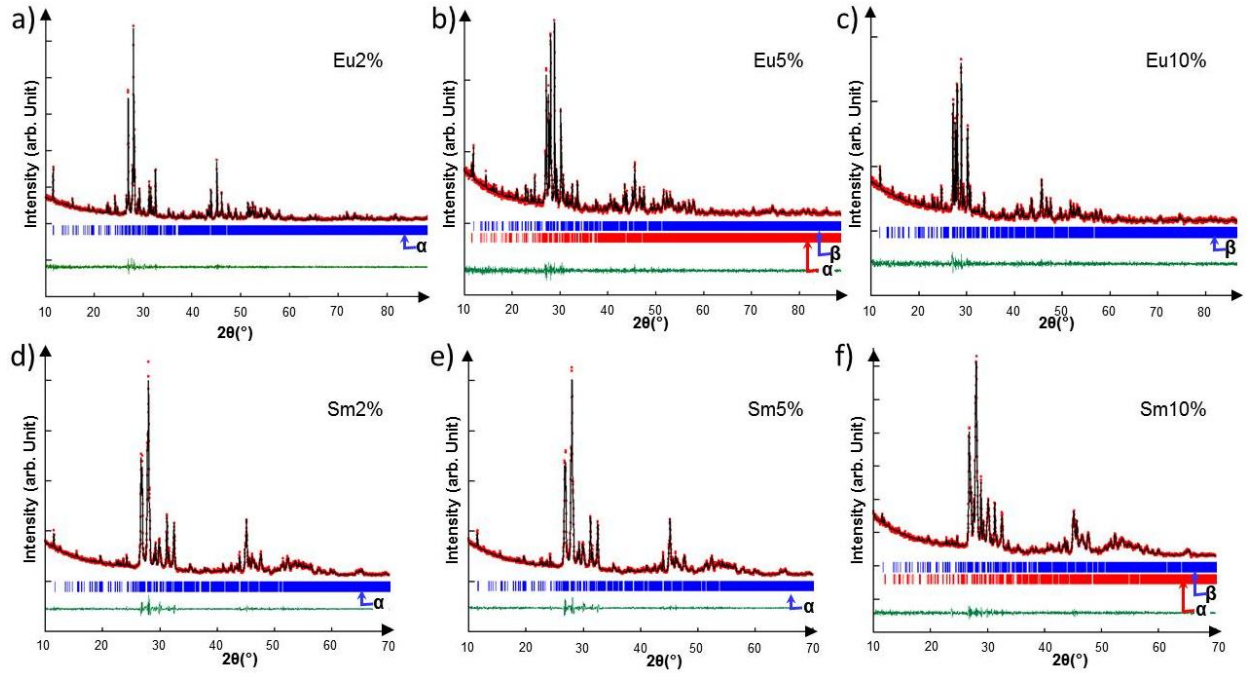 a)
Eu2%
Intensity (arb. Unit)
α
10 20 30 40 50 60 70 80
2θ(°)
b)
Eu5%
Intensity (arb. Unit)
β
α
10 20 30 40 50 60 70 80
2θ(°)
c)
Eu10%
Intensity (arb. Unit)
β
10 20 30 40 50 60 70 80
2θ(°)
d)
Sm2%
Intensity (arb. Unit)
α
10 20 30 40 50 60 70
2θ(°)
e)
Sm5%
Intensity (arb. Unit)
α
10 20 30 40 50 60 70
2θ(°)
f)
Sm10%
Intensity (arb. Unit)
β
α
10 20 30 40 50 60 70
2θ(°)